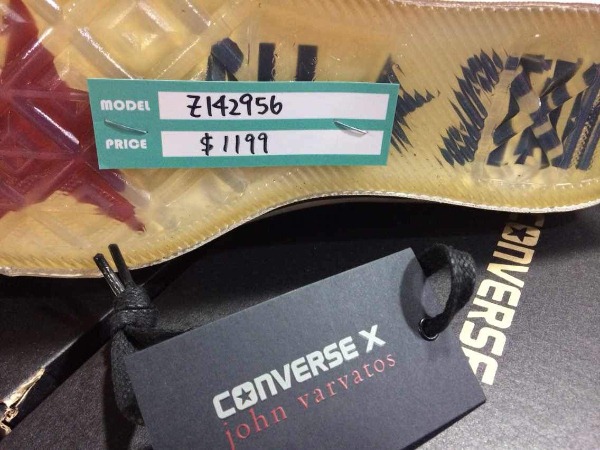 MODEL Z142956
PRICE $1199
CONVERSE X
john varvatos
CONVERSE